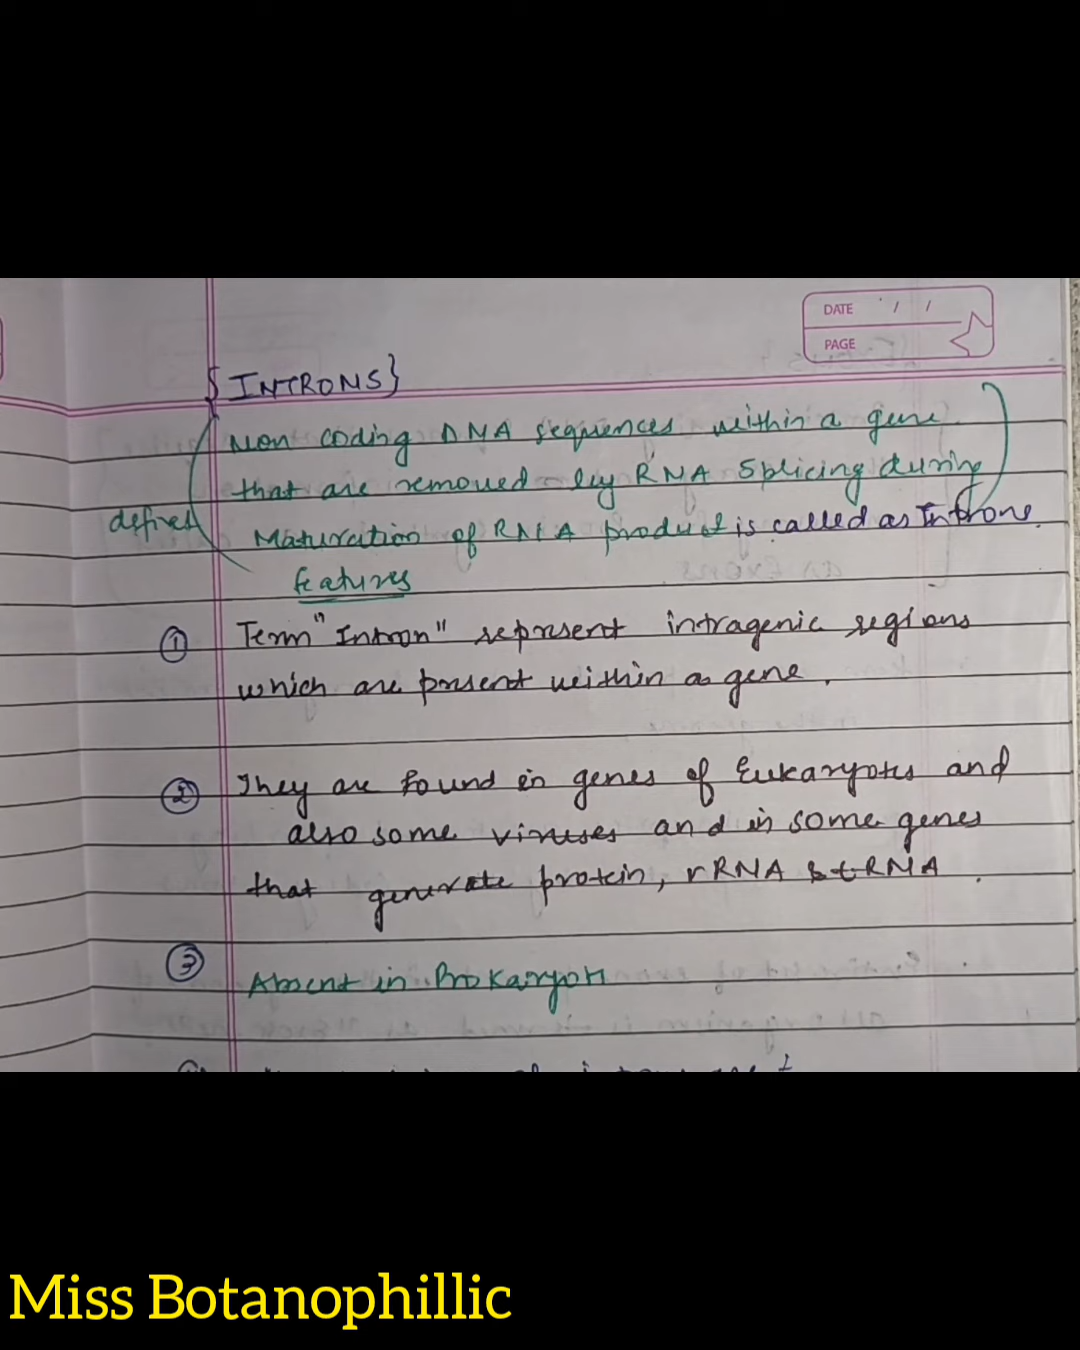 DATE / /
PAGE
{INTRONS}
Non coding DNA sequences within a gene
that are removed by RNA Splicing during
defines
Maturation of RNA product is called as Introns.
features
① Term "Intron" represent intragenic regions
which are present within a gene.
② They are found in genes of Eukaryotes and
also some viruses and in some genes
that generate protein, rRNA & tRNA.
③ Absent in Prokaryots
Miss Botanophillic